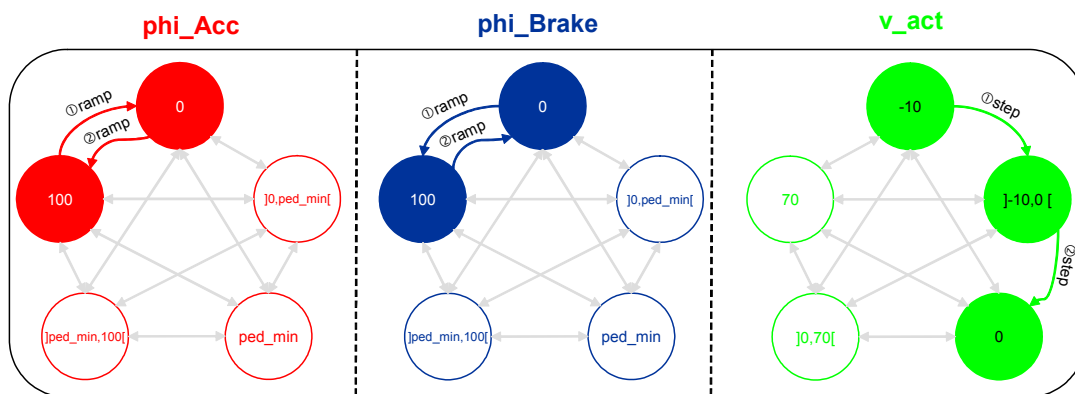 phi_Acc
phi_Brake
v_act
0
①ramp
②ramp
100
]0,ped_min[
]ped_min,100[
ped_min
0
①ramp
②ramp
100
]0,ped_min[
]ped_min,100[
ped_min
-10
①step
70
]-10,0 [
②step
]0,70[
0